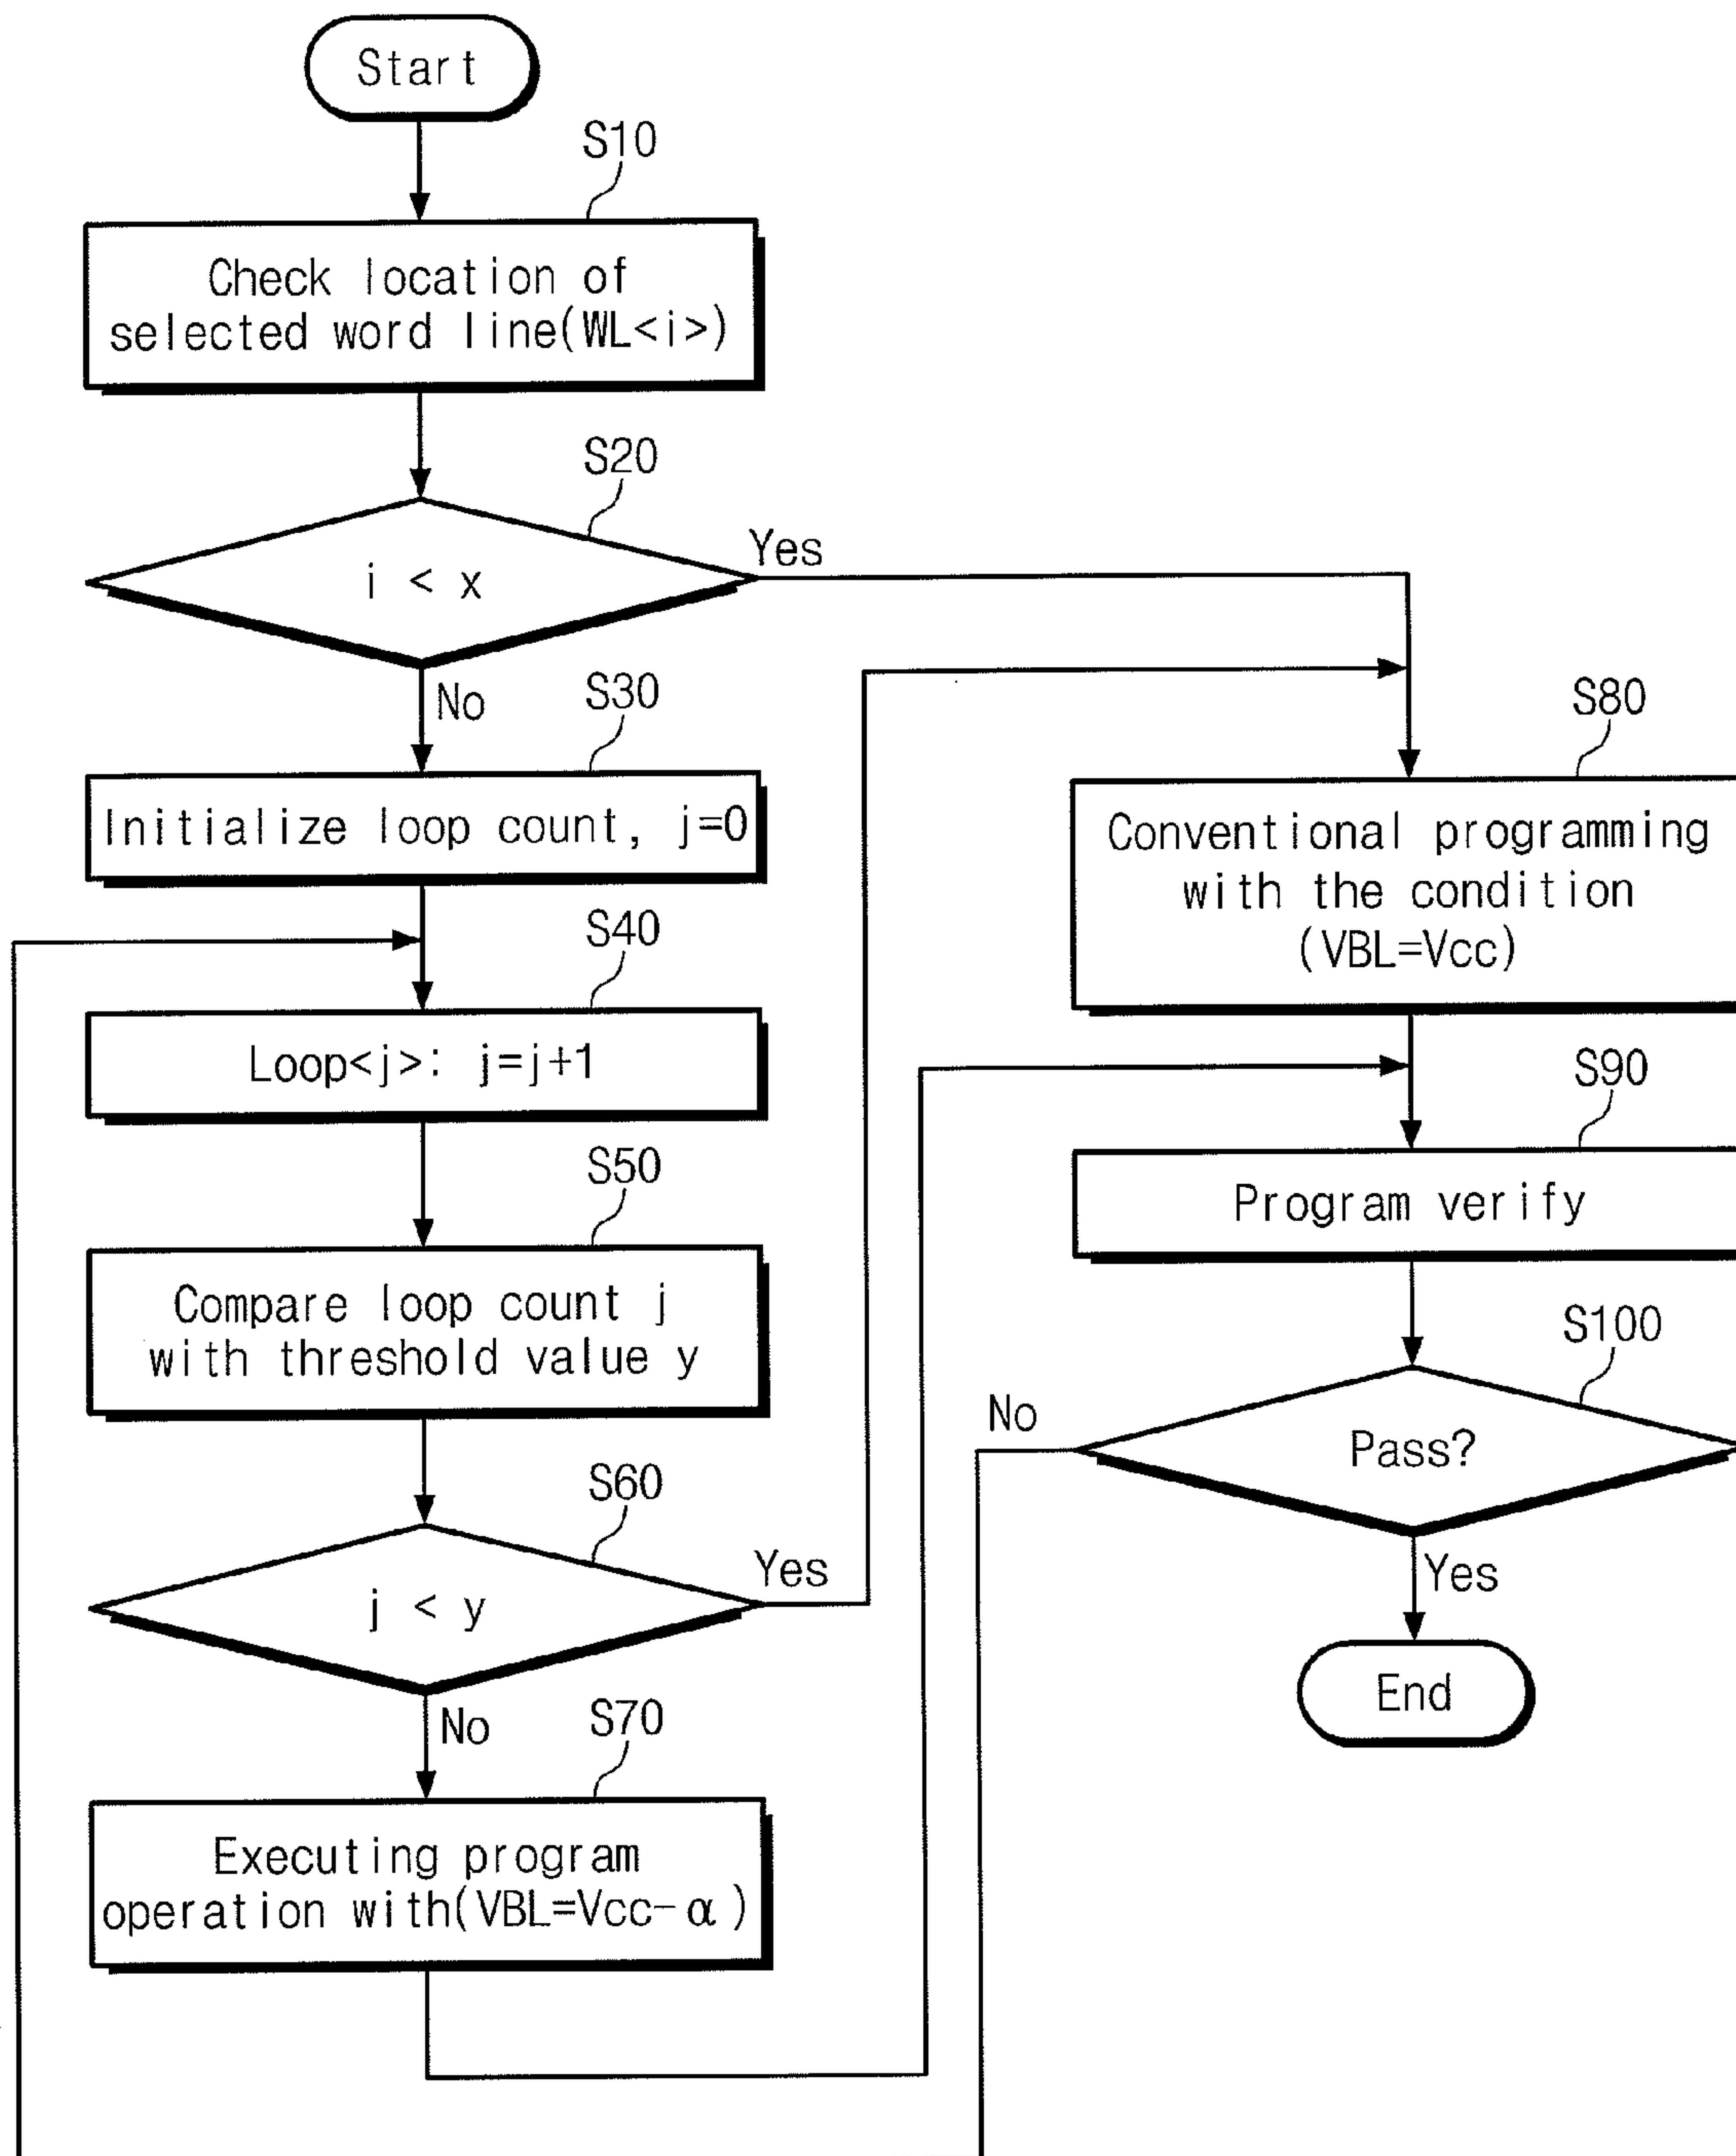 Start
S10
Check location of
selected word line(WL<i>)
S20
i < x
Yes
No
S30
Initialize loop count, j=0
S40
Loop<j>: j=j+1
S50
Compare loop count j
with threshold value y
S60
j < y
Yes
No
S70
Executing program
operation with(VBL=Vcc-α)
S80
Conventional programming
with the condition
(VBL=Vcc)
S90
Program verify
S100
No
Pass?
Yes
End